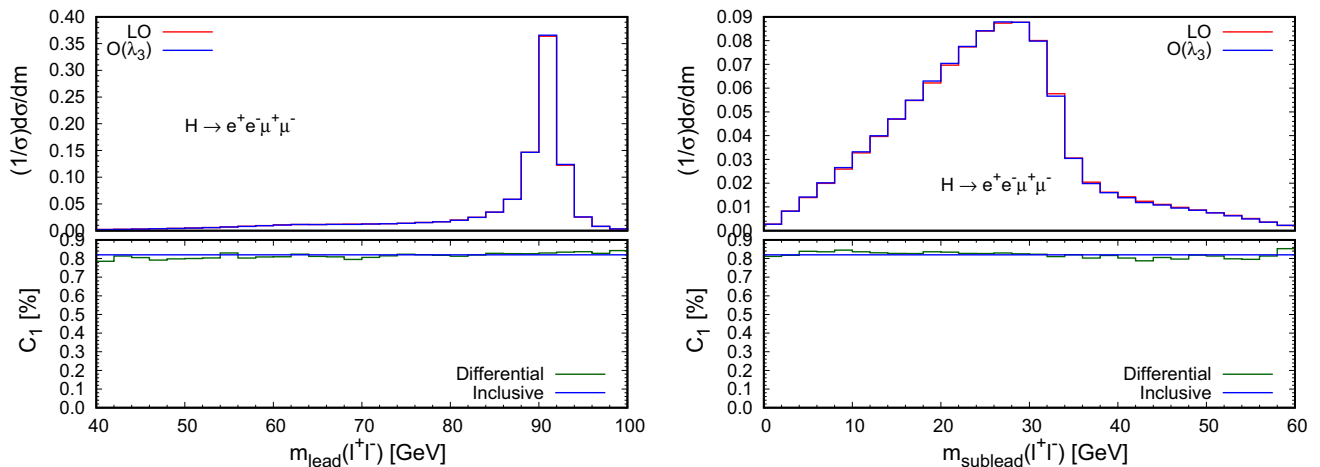 (1/σ)dσ/dm
0.40
0.35
0.30
0.25
0.20
0.15
0.10
0.05
0.00
LO
O(λ₃)
H → e⁺e⁻μ⁺μ⁻
C₁ [%]
0.9
0.8
0.7
0.6
0.5
0.4
0.3
0.2
0.1
0.0
Differential
Inclusive
40 50 60 70 80 90 100
m_lead(l⁺l⁻) [GeV]
(1/σ)dσ/dm
0.09
0.08
0.07
0.06
0.05
0.04
0.03
0.02
0.01
0.00
LO
O(λ₃)
H → e⁺e⁻μ⁺μ⁻
C₁ [%]
0.9
0.8
0.7
0.6
0.5
0.4
0.3
0.2
0.1
0.0
Differential
Inclusive
0 10 20 30 40 50 60
m_sublead(l⁺l⁻) [GeV]